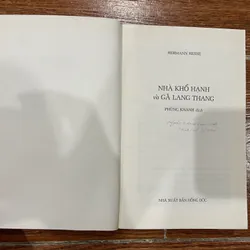 HERMANN HESSE
NHÀ KHỔ HẠNH
và GÃ LANG THANG
PHÙNG KHÁNH dịch
NHÀ XUẤT BẢN HỒNG ĐỨC